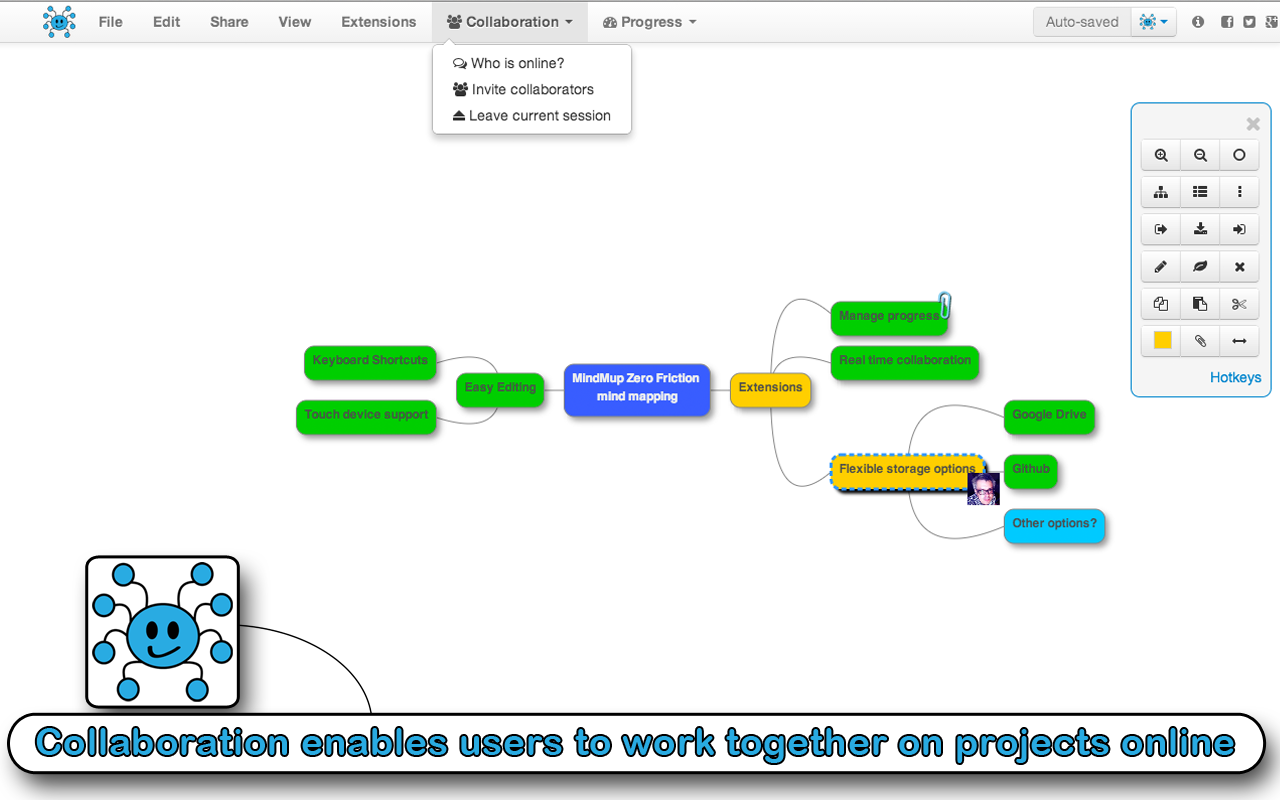 File Edit Share View Extensions Collaboration Progress Auto-saved
Who is online?
Invite collaborators
Leave current session
Hotkeys
Manage progress
Keyboard Shortcuts
Real time collaboration
Easy Editing
MindMup Zero Friction
mind mapping
Extensions
Touch device support
Google Drive
Flexible storage options
Github
Other options?
Collaboration enables users to work together on projects online